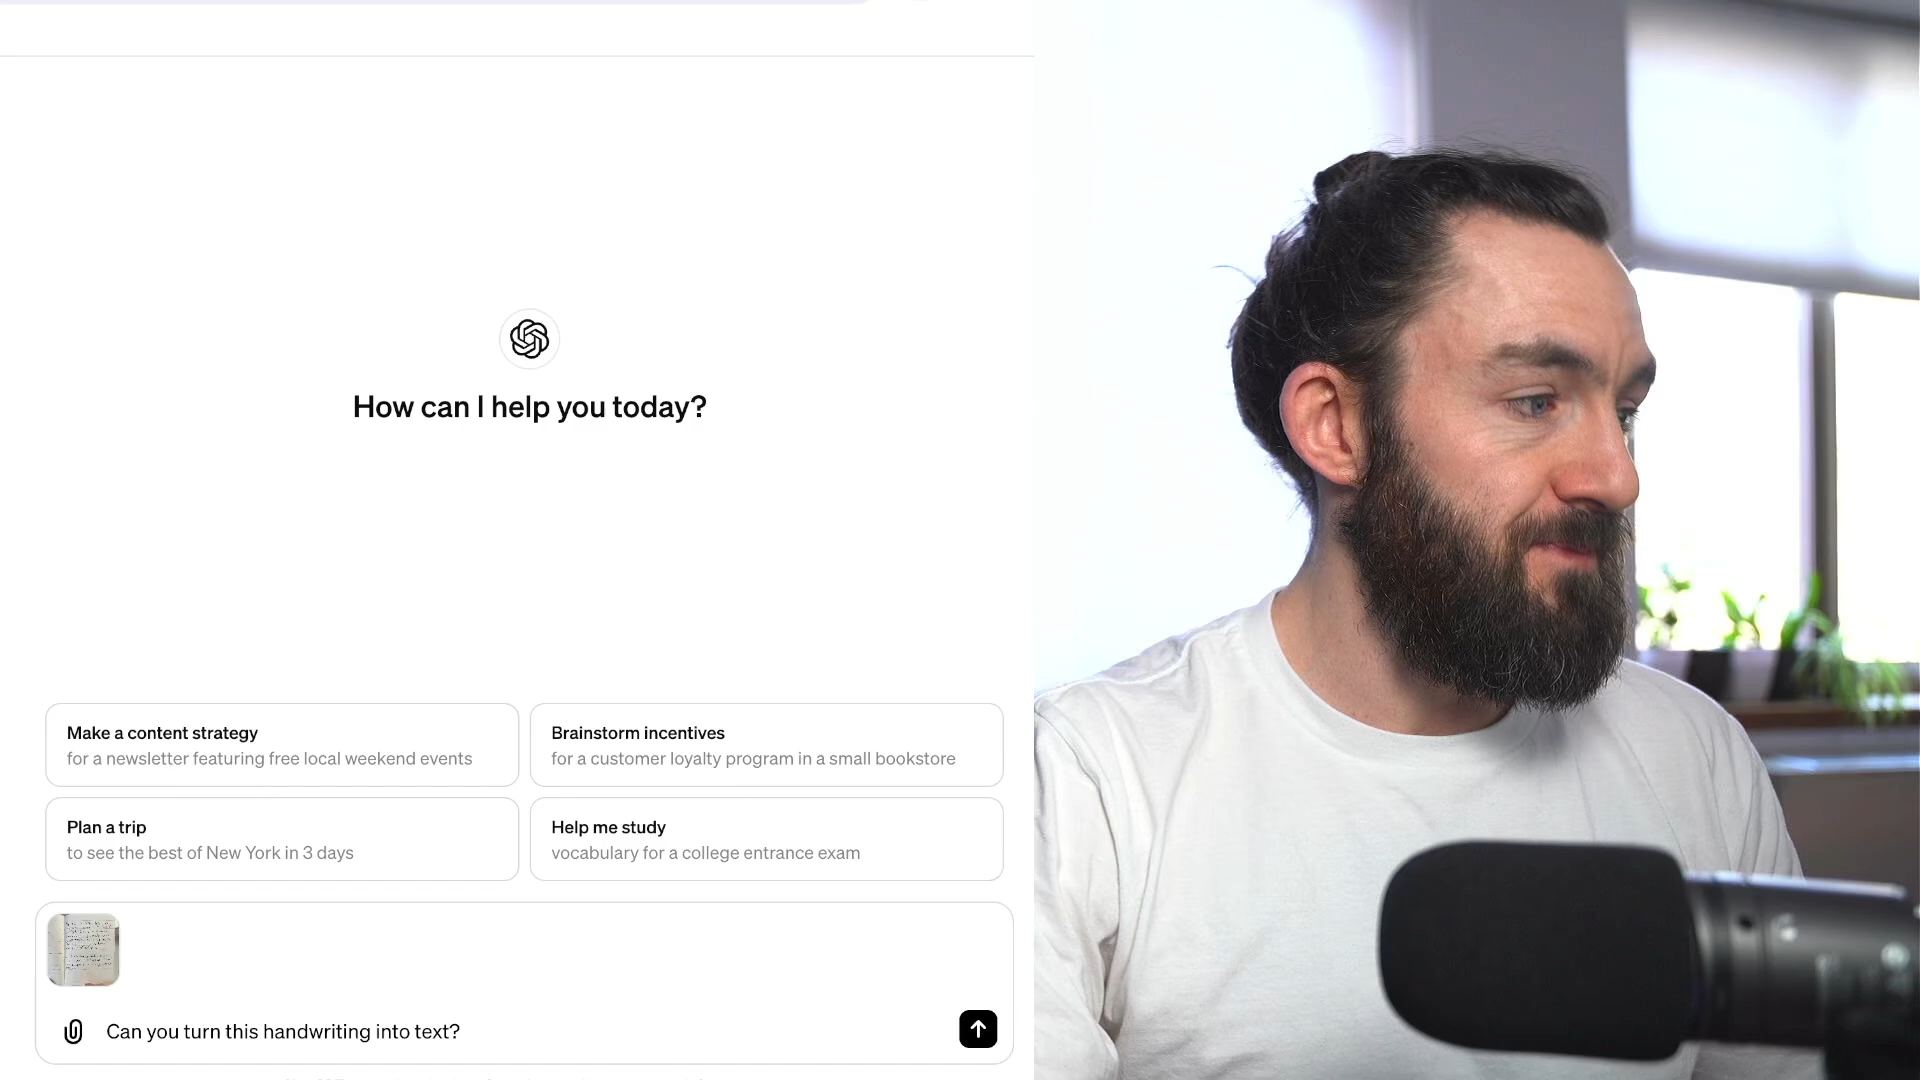 How can I help you today?
Make a content strategy
for a newsletter featuring free local weekend events
Brainstorm incentives
for a customer loyalty program in a small bookstore
Plan a trip
to see the best of New York in 3 days
Help me study
vocabulary for a college entrance exam
Can you turn this handwriting into text?